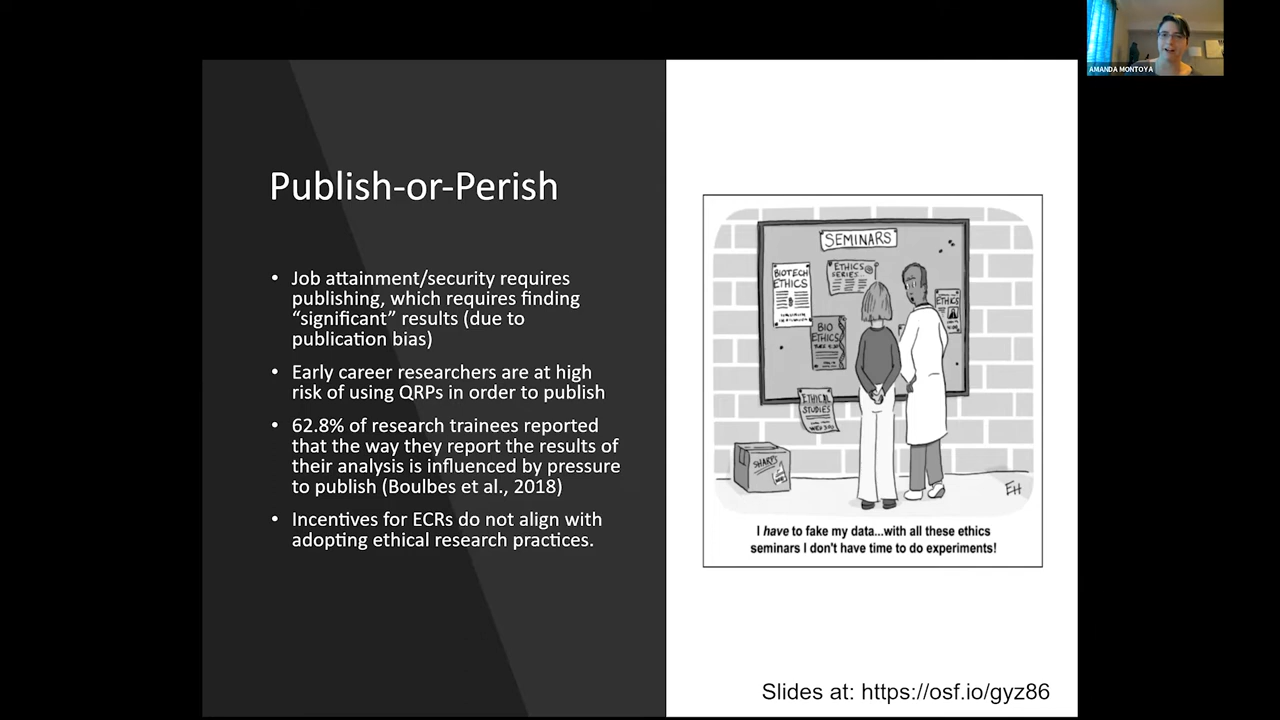 AMANDA MONTOYA
Publish-or-Perish
• Job attainment/security requires
publishing, which requires finding
“significant” results (due to
publication bias)
• Early career researchers are at high
risk of using QRPs in order to publish
• 62.8% of research trainees reported
that the way they report the results of
their analysis is influenced by pressure
to publish (Boulbes et al., 2018)
• Incentives for ECRs do not align with
adopting ethical research practices.
SEMINARS
BIOTECH
ETHICS
ETHICS
SERIES...
ETHICS
BIO
ETHICS
ETHICAL
STUDIES
SHARPS
EH
I have to fake my data...with all these ethics
seminars I don't have time to do experiments!
Slides at: https://osf.io/gyz86